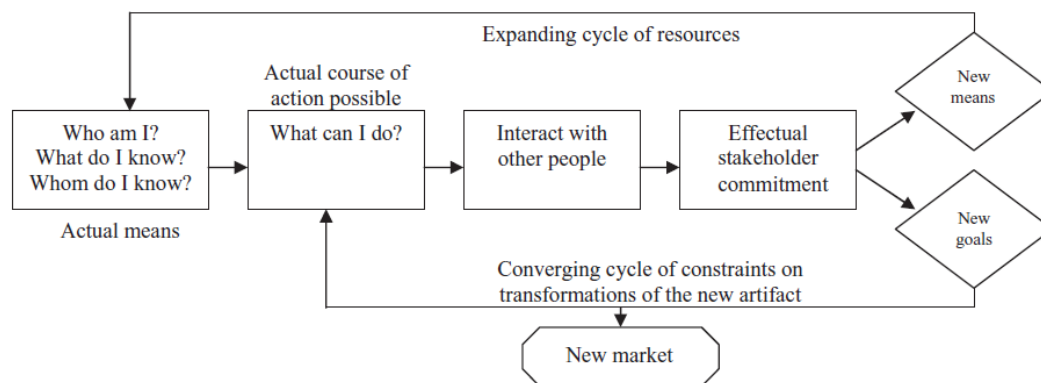 Expanding cycle of resources
Actual course of
action possible
Who am I?
What do I know?
Whom do I know?
What can I do?
Interact with
other people
Effectual
stakeholder
commitment
New
means
Actual means
New
goals
Converging cycle of constraints on
transformations of the new artifact
New market